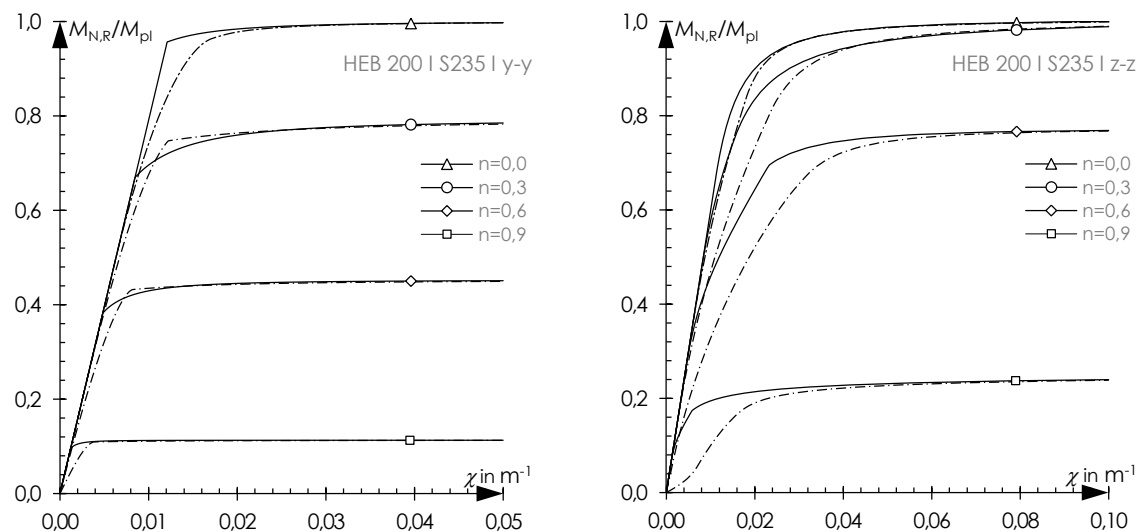 M_N,R/M_pl
HEB 200 I S235 I y-y
1,0
0,8
0,6
0,4
0,2
0,0
n=0,0
n=0,3
n=0,6
n=0,9
χ in m⁻¹
0,00 0,01 0,02 0,03 0,04 0,05
M_N,R/M_pl
HEB 200 I S235 I z-z
1,0
0,8
0,6
0,4
0,2
0,0
n=0,0
n=0,3
n=0,6
n=0,9
χ in m⁻¹
0,00 0,02 0,04 0,06 0,08 0,10